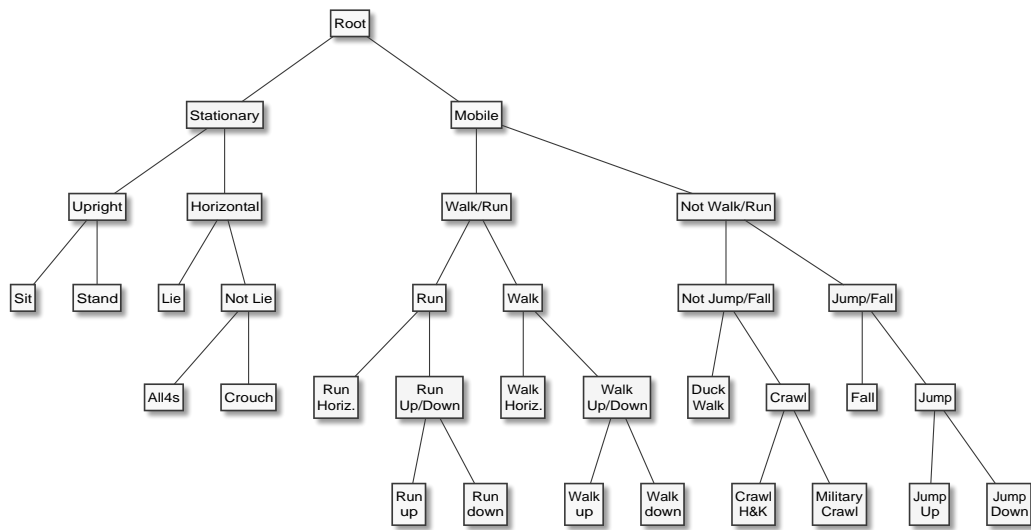 Root
Stationary
Mobile
Upright
Horizontal
Walk/Run
Not Walk/Run
Sit
Stand
Lie
Not Lie
Run
Walk
Not Jump/Fall
Jump/Fall
All4s
Crouch
Run
Horiz.
Run
Up/Down
Walk
Horiz.
Walk
Up/Down
Duck
Walk
Crawl
Fall
Jump
Run
up
Run
down
Walk
up
Walk
down
Crawl
H&K
Military
Crawl
Jump
Up
Jump
Down